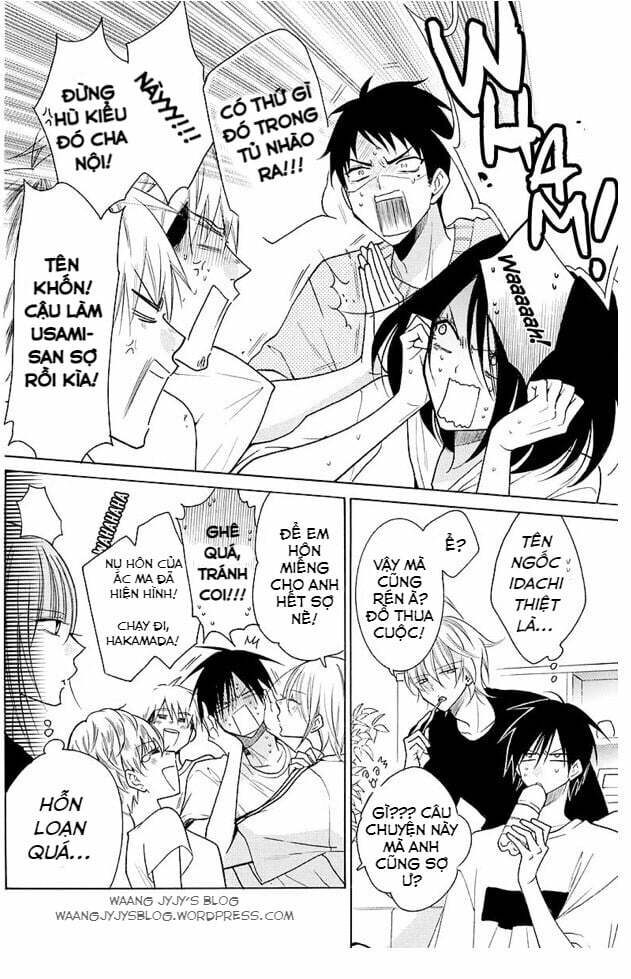 WHAM!
Waaaaah!
CÓ THỨ GÌ
ĐÓ TRONG
TỦ NHÀO
RA!!!
NÀYYY!!!!
ĐỪNG
HÙ KIỂU
ĐÓ CHA
NỘI!
TÊN
KHỐN!
CẬU LÀM
USAMI-
SAN SỢ
RỒI KÌA!
TÊN
NGỐC
IDACHI
THIỆT
LÀ...
Ể?
VẬY MÀ
CŨNG
RÉN À?
ĐỒ THUA
CUỘC!
GÌ??? CÂU
CHUYỆN NÀY
MÀ ANH
CŨNG SỢ
Ư?
ĐỂ EM
HÔN
MIẾNG
CHO ANH
HẾT SỢ
NÈ!
GHÊ
QUÁ,
TRÁNH
COI!!!
WAHAHAHA
NỤ HÔN CỦA
ÁC MA ĐÃ
HIỆN HÌNH!
CHẠY ĐI,
HAKAMADA!
HỖN
LOẠN
QUÁ...
WAANG JYJY'S BLOG
WAANGJYJYSBLOG.WORDPRESS.COM